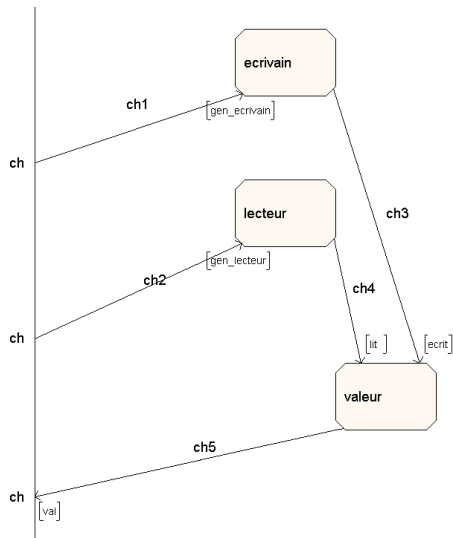 ecrivain
ch1
[gen_ecrivain]
ch
lecteur
ch3
[gen_lecteur]
ch2
ch4
ch
[lit ]
[ecrit]
valeur
ch5
ch
[val]